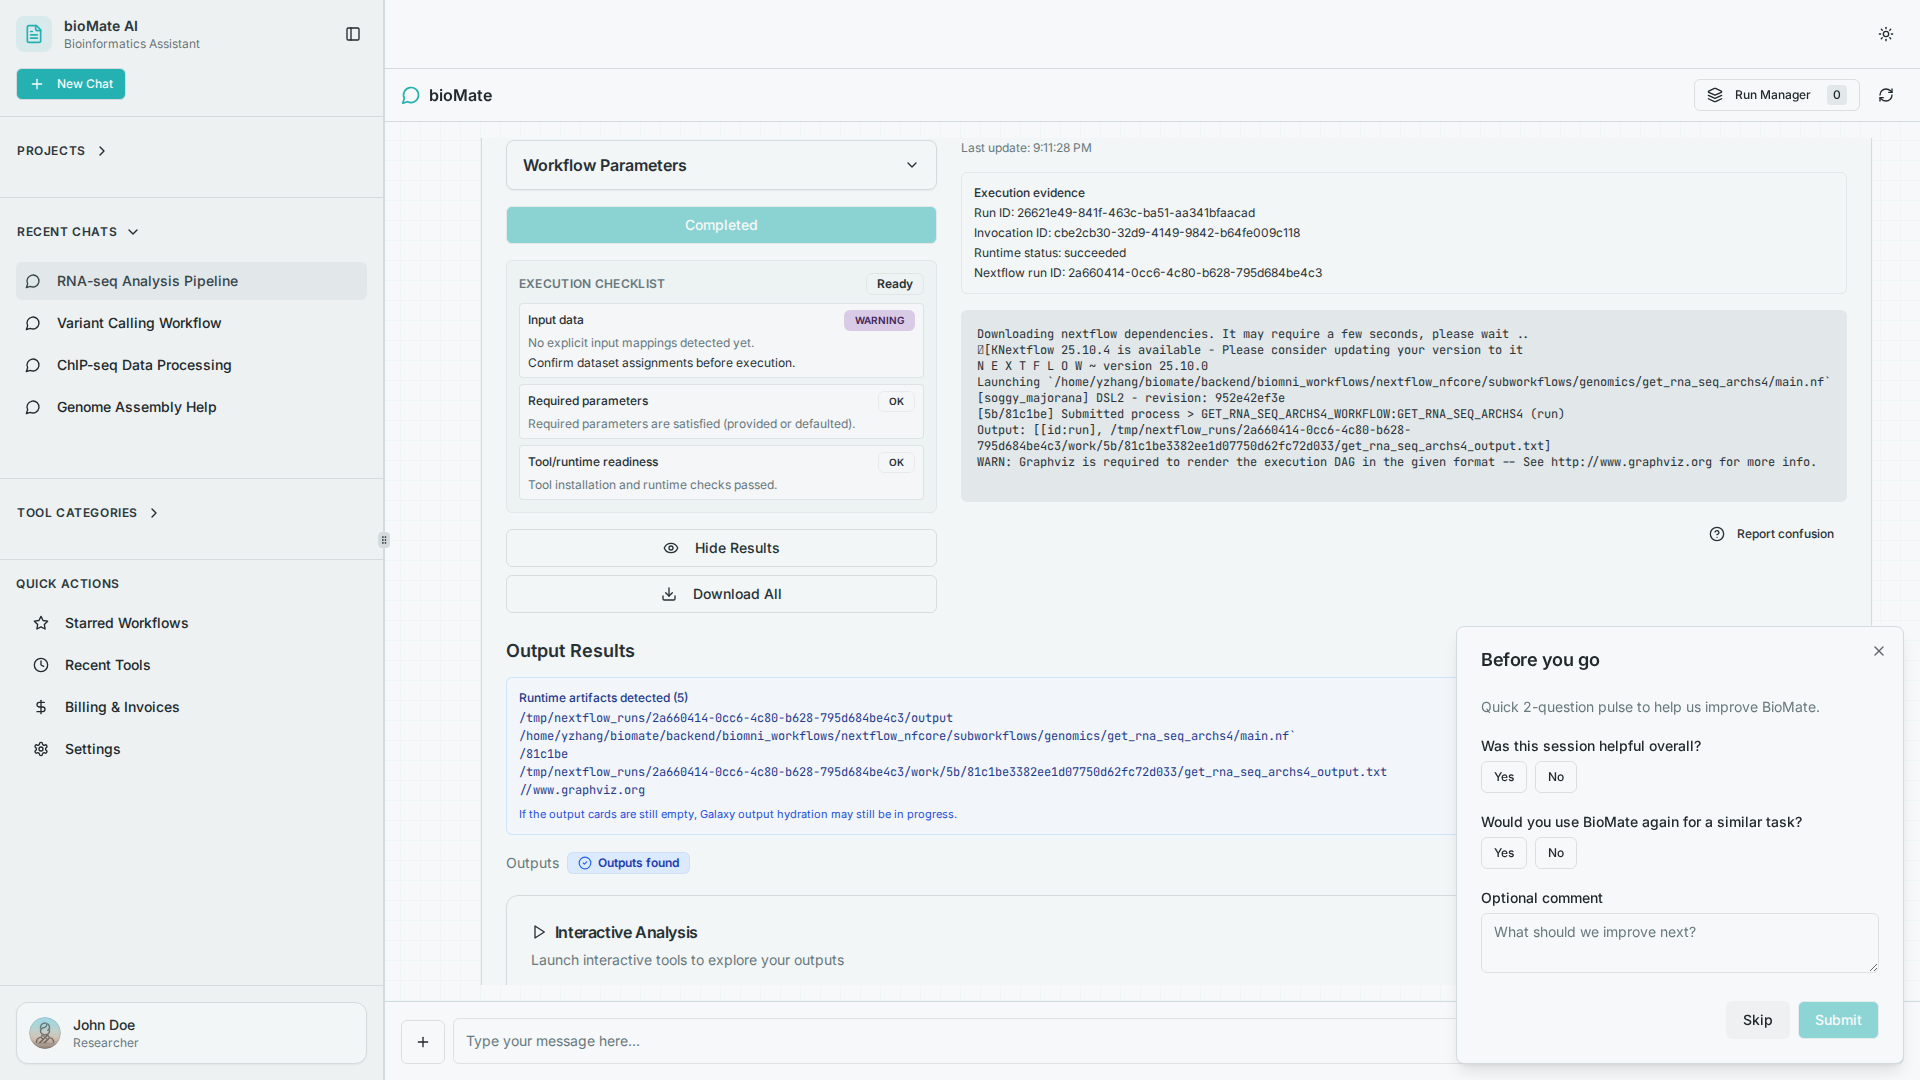 bioMate AI
Bioinformatics Assistant
New Chat
PROJECTS
RECENT CHATS
RNA-seq Analysis Pipeline
Variant Calling Workflow
ChIP-seq Data Processing
Genome Assembly Help
TOOL CATEGORIES
QUICK ACTIONS
Starred Workflows
Recent Tools
Billing & Invoices
Settings
John Doe
Researcher
bioMate
Run Manager 0
Workflow Parameters
Completed
EXECUTION CHECKLIST Ready
Input data WARNING
No explicit input mappings detected yet.
Confirm dataset assignments before execution.
Required parameters OK
Required parameters are satisfied (provided or defaulted).
Tool/runtime readiness OK
Tool installation and runtime checks passed.
Hide Results
Download All
Last update: 9:11:28 PM
Execution evidence
Run ID: 26621e49-841f-463c-ba51-aa341bfaacad
Invocation ID: cbe2cb30-32d9-4149-9842-b64fe009c118
Runtime status: succeeded
Nextflow run ID: 2a660414-0cc6-4c80-b628-795d684be4c3
Downloading nextflow dependencies. It may require a few seconds, please wait ..
[KNextflow 25.10.4 is available - Please consider updating your version to it
N E X T F L O W ~ version 25.10.0
Launching `/home/yzhang/biomate/backend/biomni_workflows/nextflow_nfcore/subworkflows/genomics/get_rna_seq_archs4/main.nf`
[soggy_majorana] DSL2 - revision: 952e42ef3e
[5b/81c1be] Submitted process > GET_RNA_SEQ_ARCHS4_WORKFLOW:GET_RNA_SEQ_ARCHS4 (run)
Output: [[id:run], /tmp/nextflow_runs/2a660414-0cc6-4c80-b628-
795d684be4c3/work/5b/81c1be3382ee1d07750d62fc72d033/get_rna_seq_archs4_output.txt]
WARN: Graphviz is required to render the execution DAG in the given format -- See http://www.graphviz.org for more info.
Report confusion
Output Results
Runtime artifacts detected (5)
/tmp/nextflow_runs/2a660414-0cc6-4c80-b628-795d684be4c3/output
/home/yzhang/biomate/backend/biomni_workflows/nextflow_nfcore/subworkflows/genomics/get_rna_seq_archs4/main.nf`
/81c1be
/tmp/nextflow_runs/2a660414-0cc6-4c80-b628-795d684be4c3/work/5b/81c1be3382ee1d07750d62fc72d033/get_rna_seq_archs4_output.txt
//www.graphviz.org
If the output cards are still empty, Galaxy output hydration may still be in progress.
Outputs Outputs found
Interactive Analysis
Launch interactive tools to explore your outputs
Type your message here...
Before you go
Quick 2-question pulse to help us improve BioMate.
Was this session helpful overall?
Yes No
Would you use BioMate again for a similar task?
Yes No
Optional comment
What should we improve next?
Skip Submit